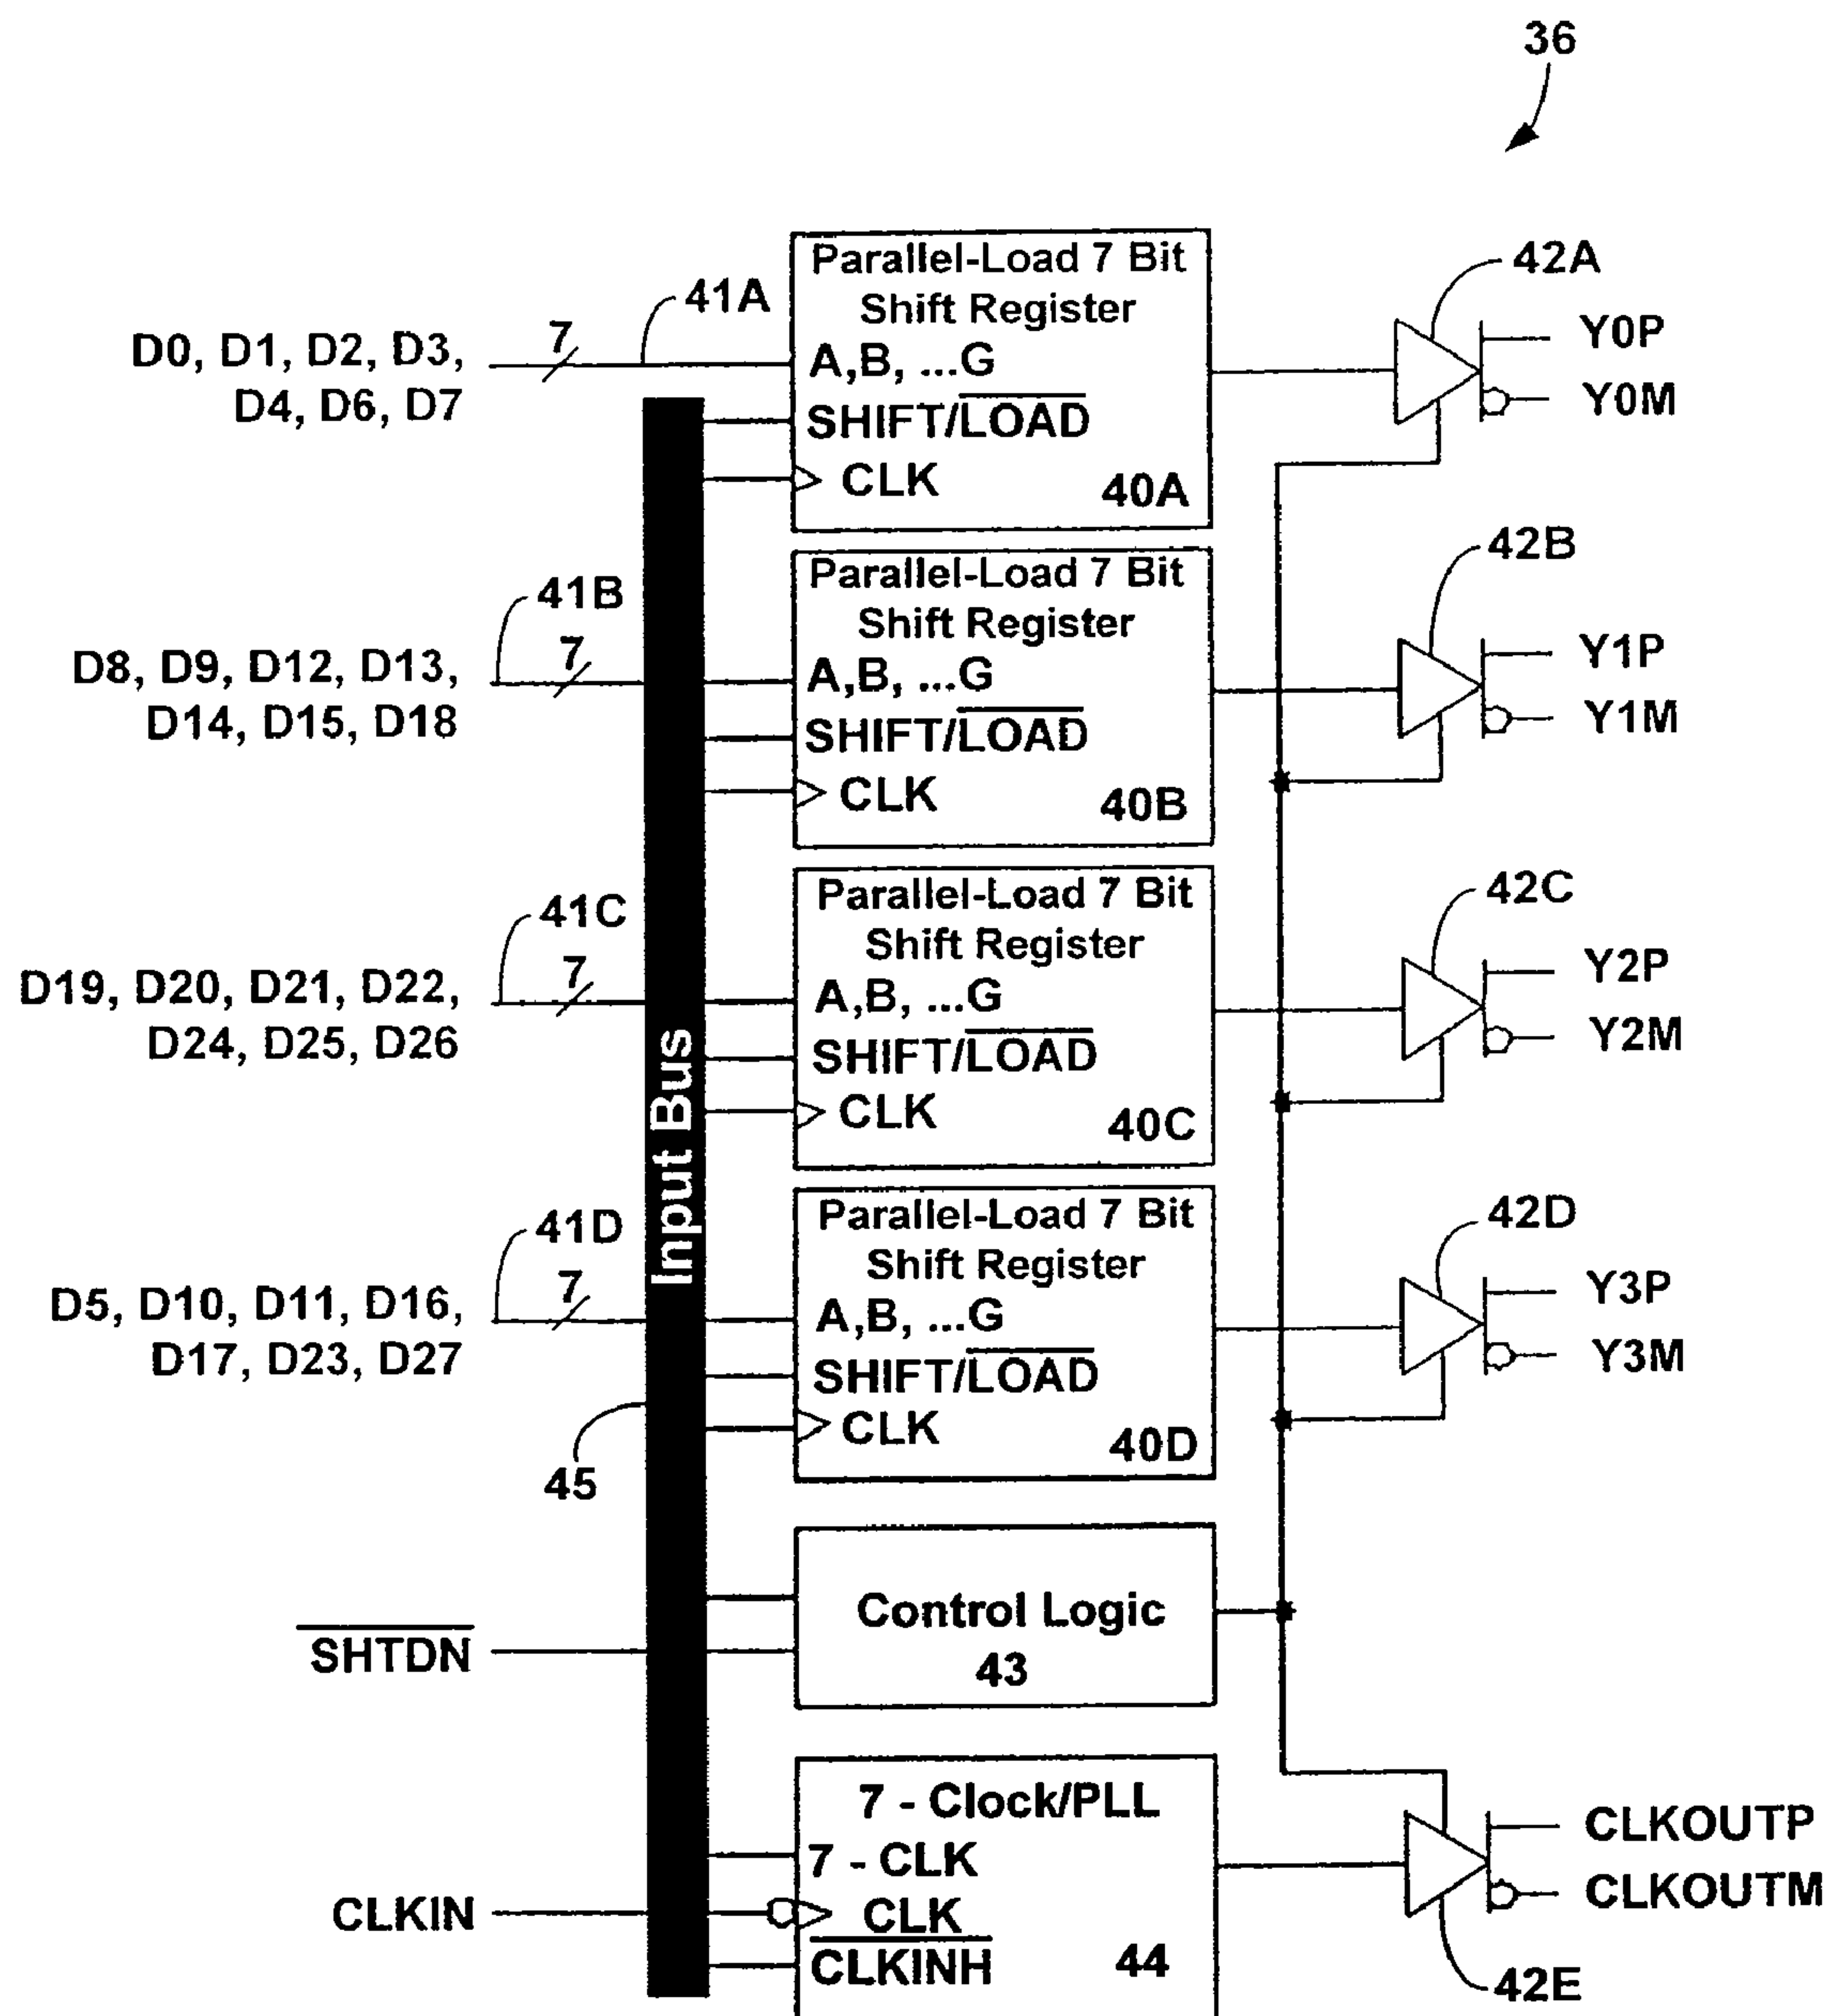 36
Parallel-Load 7 Bit
Shift Register
A,B, ...G
SHIFT/LOAD
CLK
40A
41A
7
D0, D1, D2, D3,
D4, D6, D7
42A
Y0P
Y0M
Parallel-Load 7 Bit
Shift Register
A,B, ...G
SHIFT/LOAD
CLK
40B
41B
7
D8, D9, D12, D13,
D14, D15, D18
42B
Y1P
Y1M
Parallel-Load 7 Bit
Shift Register
A,B, ...G
SHIFT/LOAD
CLK
40C
41C
7
D19, D20, D21, D22,
D24, D25, D26
42C
Y2P
Y2M
Input Bus
Parallel-Load 7 Bit
Shift Register
A,B, ...G
SHIFT/LOAD
CLK
40D
41D
7
D5, D10, D11, D16,
D17, D23, D27
45
42D
Y3P
Y3M
Control Logic
43
SHTDN
7 - Clock/PLL
7 - CLK
CLK
CLKINH
44
CLKIN
CLKOUTP
CLKOUTM
42E